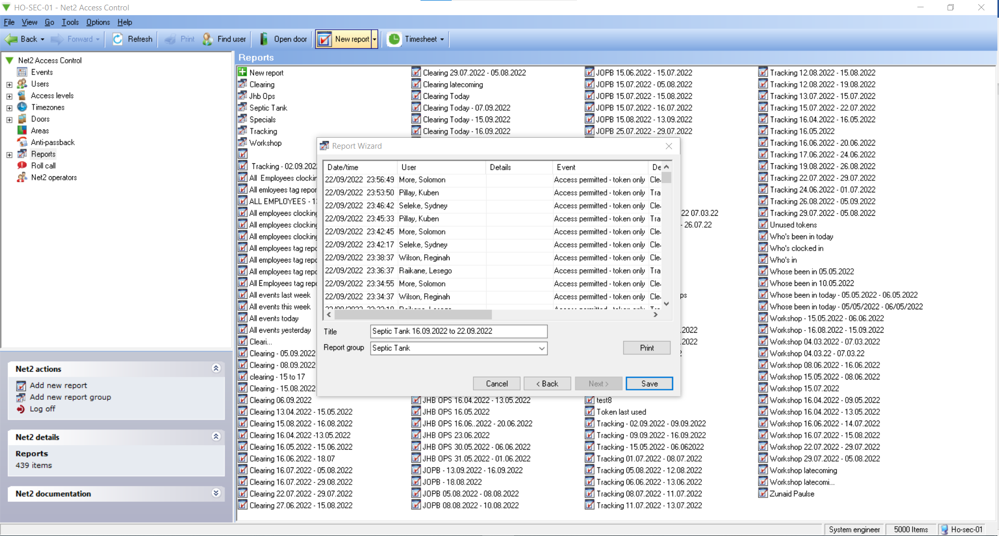 HO-SEC-01 - Net2 Access Control
File View Go Tools Options Help
Back Forward Refresh Print Find user Open door New report Timesheet
Net2 Access Control
Events
Users
Access levels
Timezones
Doors
Areas
Anti-passback
Reports
Roll call
Net2 operators
Net2 actions
Add new report
Add new report group
Log off
Net2 details
Reports
439 items
Net2 documentation
Reports
New report
Clearing
Jhb Ops
Septic Tank
Specials
Tracking
Workshop
Tracking - 02.09.202
All Employees clockin
All emloyees tag repor
ALL EMPLOYEES - 1
All employees clocking
All employees clocking
All employees clocking
All employees tag repo
All employees tag repo
All employees tag repo
All Employees tag repo
All events last week
All events this week
All events today
All events yesterday
Cleari...
Clearing - 05.09.2022
Clearing - 08.09.2022
clearing - 15 to 17
Clearing - 15.08.2022
Clearing 06.09.2022
Clearing 13.04.2022 - 15.05.2022
Clearing 15.08.2022 - 16.08.2022
Clearing 16.04.2022 -13.05.2022
Clearing 16.05.2022 - 15.06.2022
Clearing 16.06.2022 - 18.07
Clearing 16.07.2022 - 05.08.2022
Clearing 16.07.2022 - 29.08.2022
Clearing 22.07.2022 - 29.07.2022
Clearing 27.06.2022 - 15.08.2022
Clearing 29.07.2022 - 05.08.2022
Clearing latecoming
Clearing Today
Clearing Today - 07.09.2022
Clearing Today - 15.09.2022
Clearing Today - 16.09.2022
JHB OPS 16.04.2022 - 13.05.2022
JHB OPS 16.05.2022
JHB OPS 16.06..2022 - 20.06.2022
JHB OPS 23.06.2022
JHB OPS 30.05.2022 - 06.06.2022
JHB OPS 31.05.2022 - 01.06.2022
JOPB - 13.09.2022 - 16.09.2022
JOPB - 18.08.2022
JOPB 05.08.2022 - 08.08.2022
JOPB 08.08.2022 - 10.08.2022
JOPB 15.06.2022 - 15.07.2022
JOPB 15.07.2022 - 05.08.2022
JOPB 15.07.2022 - 15.08.2022
JOPB 15.07.2022 - 16.07.2022
JOPB 15.08.2022 - 13.09.2022
JOPB 25.07.2022 - 29.07.2022
22 07.03.22
- 26.07.22
ps
.2022
.2022
test8
Token last used
Tracking - 02.09.2022 - 09.09.2022
Tracking - 09.09.2022 - 16.09.2022
Tracking - 15.05.2022 - 06.062022
Tracking 01.07.2022 - 08.07.2022
Tracking 05.08.2022 - 12.08.2022
Tracking 06.06.2022 - 13.06.2022
Tracking 08.07.2022 - 11.07.2022
Tracking 11.07.2022 - 13.07.2022
Tracking 12.08.2022 - 15.08.2022
Tracking 12.08.2022 - 19.08.2022
Tracking 13.07.2022 - 15.07.2022
Tracking 15.07.2022 - 22.07.2022
Tracking 16.04.2022 - 16.05.2022
Tracking 16.05.2022
Tracking 16.06.2022 - 20.06.2022
Tracking 17.06.2022 - 24.06.2022
Tracking 19.08.2022 - 26.08.2022
Tracking 22.07.2022 - 29.07.2022
Tracking 24.06.2022 - 01.07.2022
Tracking 26.08.2022 - 05.09.2022
Tracking 29.07.2022 - 05.08.2022
Unused tokens
Who's been in today
Who's clocked in
Who's in
Whose been in 05.05.2022
Whose been in 10.05.2022
Whose been in today - 05.05.2022 - 06.05.2022
Whose been in today - 05/05/2022 - 06/05/2022
Workshop - 15.05.2022 - 06.06.2022
Workshop - 16.08.2022 - 15.09.2022
Workshop 04.03.2022 - 07.03.2022
Workshop 04.03.22 - 07.03.22
Workshop 08.06.2022 - 16.06.2022
Workshop 15.05.2022 - 08.06.2022
Workshop 15.07.2022
Workshop 16.04.2022 - 09.05.2022
Workshop 16.04.2022 - 13.05.2022
Workshop 16.06.2022 - 14.07.2022
Workshop 16.07.2022 - 15.08.2022
Workshop 22.07.2022 - 29.07.2022
Workshop 29.07.2022 - 05.08.2022
Workshop latecoming
Workshop latecomi...
Zunaid Paulse
Report Wizard
Date/time User Details Event De
22/09/2022 23:56:49 More, Solomon Access permitted - token only Cle
22/09/2022 23:53:50 Pillay, Kuben Access permitted - token only Tra
22/09/2022 23:46:42 Seleke, Sydney Access permitted - token only Cle
22/09/2022 23:45:33 Pillay, Kuben Access permitted - token only Tra
22/09/2022 23:42:45 More, Solomon Access permitted - token only Cle
22/09/2022 23:42:17 Seleke, Sydney Access permitted - token only Cle
22/09/2022 23:38:37 Wilson, Reginah Access permitted - token only Cle
22/09/2022 23:36:37 Raikane, Lesego Access permitted - token only Tra
22/09/2022 23:34:55 More, Solomon Access permitted - token only Cle
22/09/2022 23:34:37 Wilson, Reginah Access permitted - token only Cle
Title Septic Tank 16.09.2022 to 22.09.2022
Report group Septic Tank Print
Cancel < Back Next > Save
System engineer 5000 Items Ho-sec-01